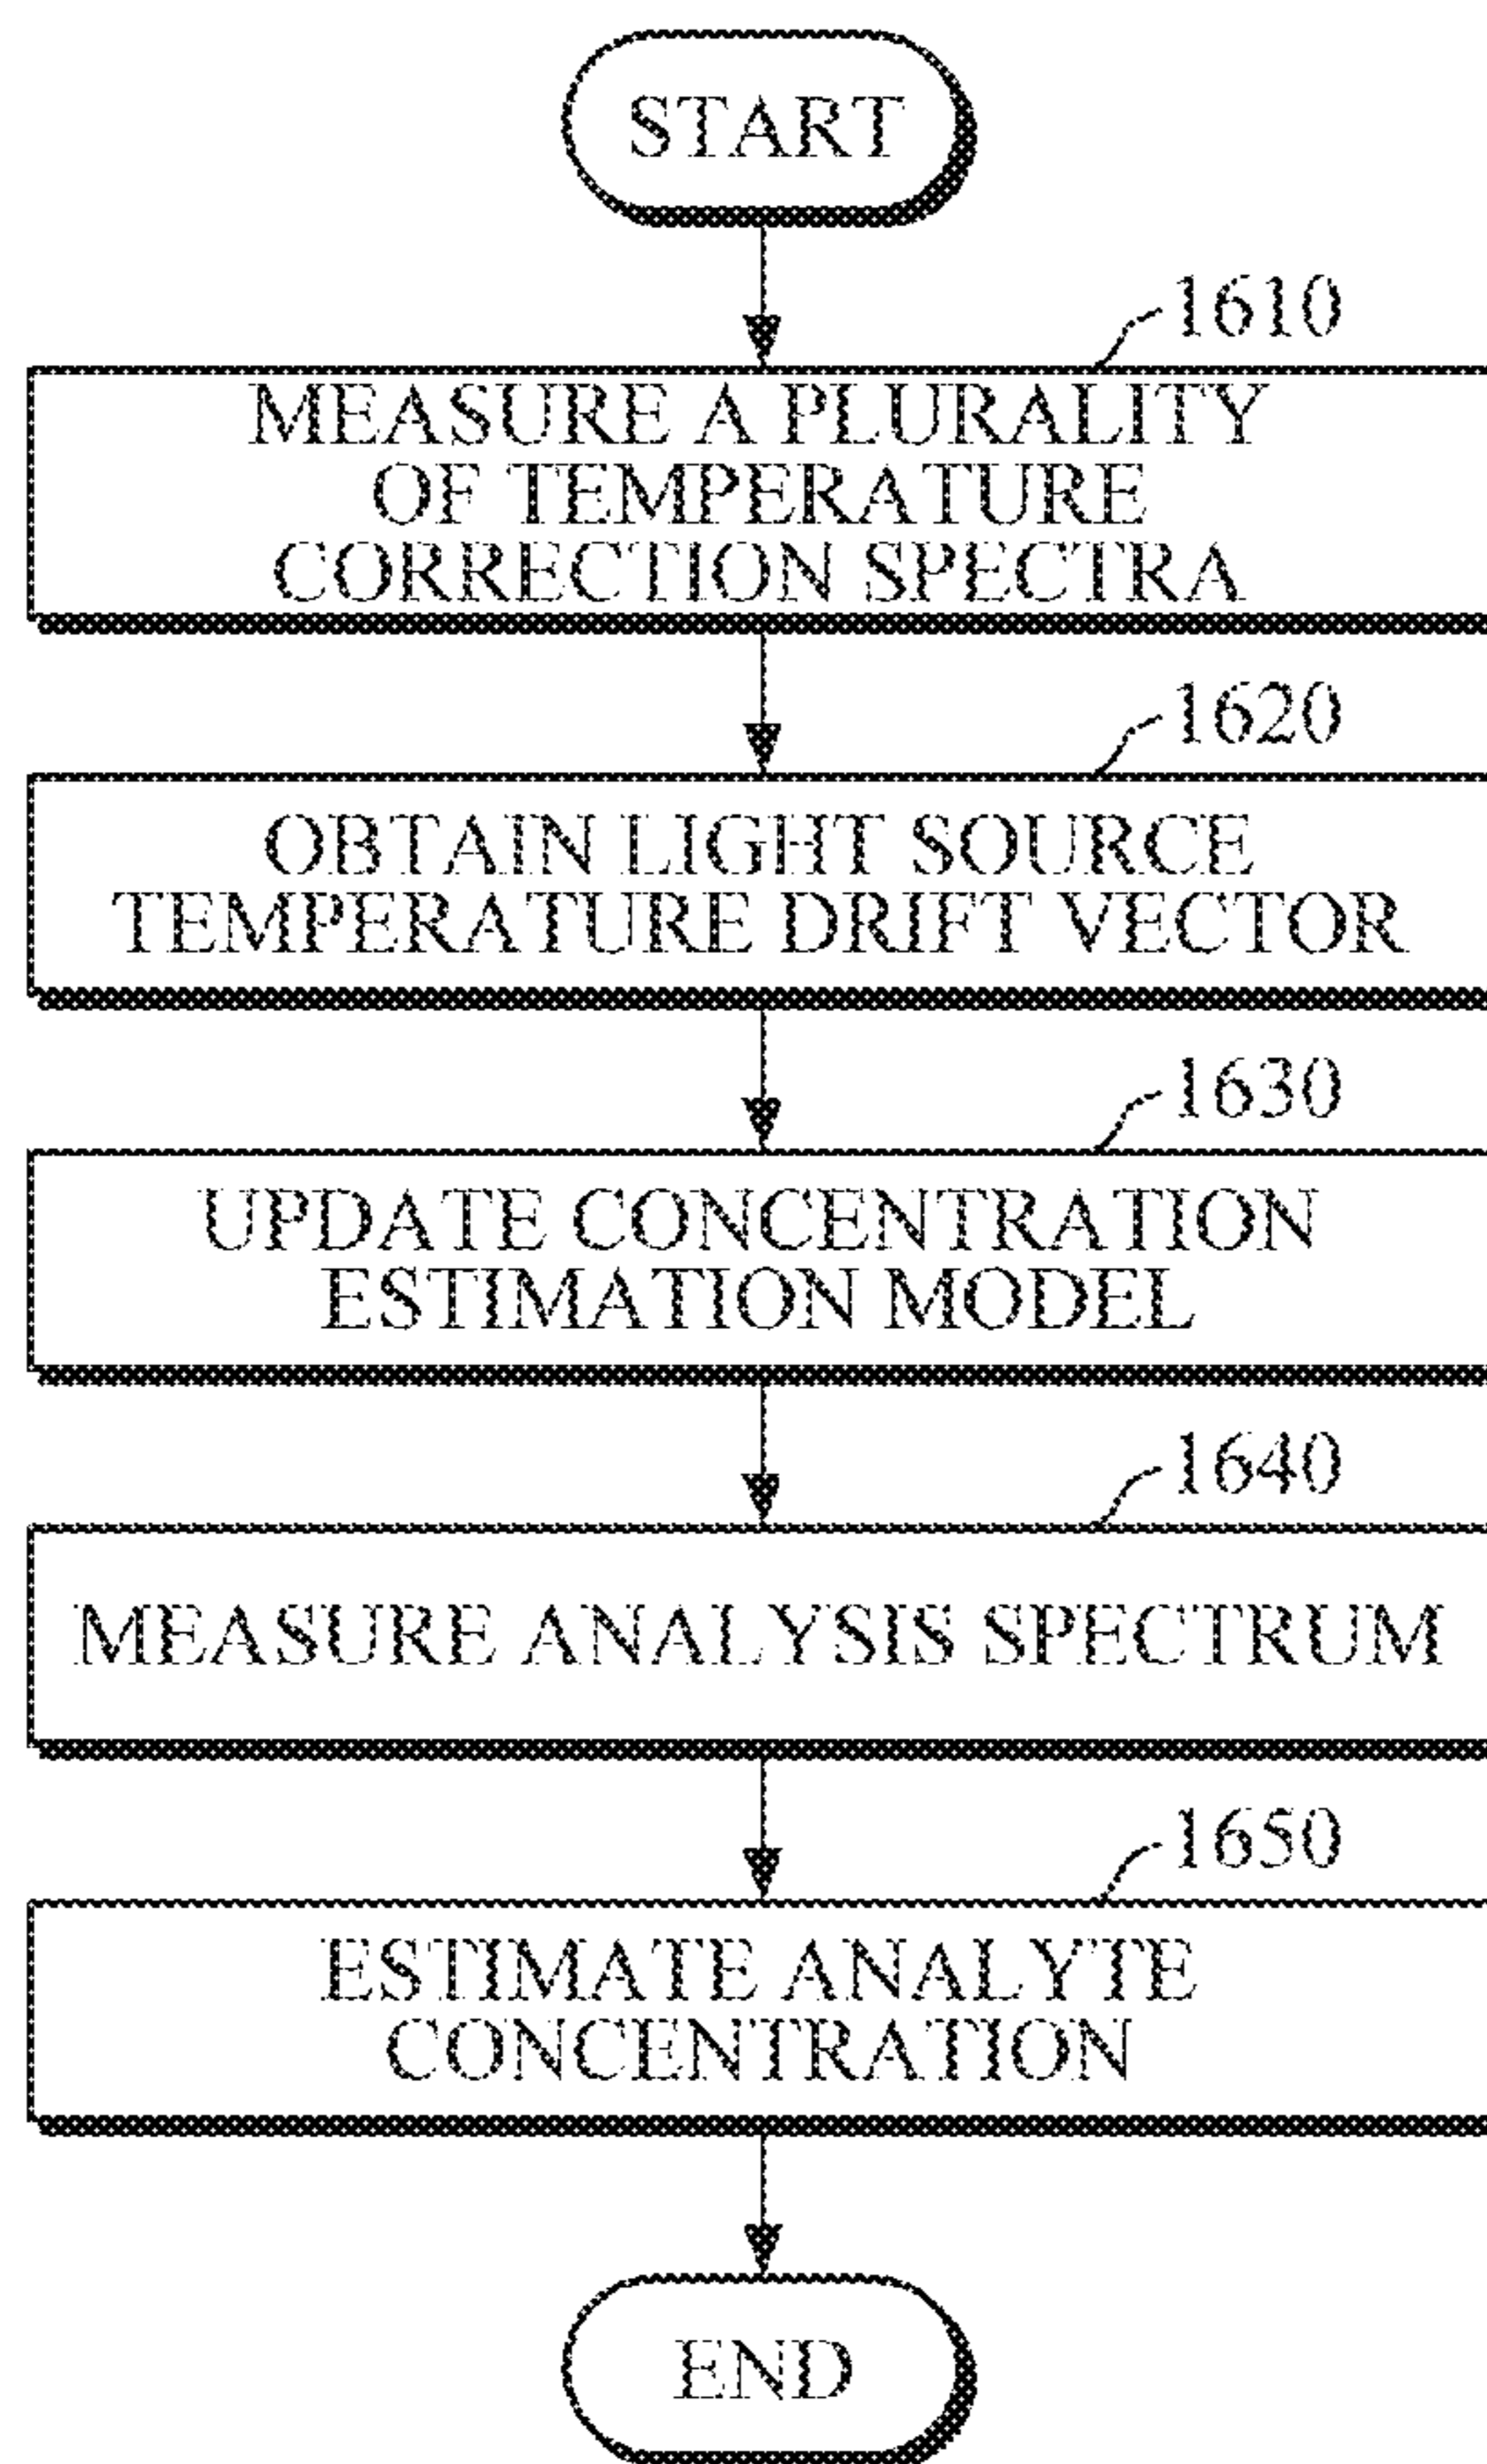 START
1610
MEASURE A PLURALITY
OF TEMPERATURE
CORRECTION SPECTRA
1620
OBTAIN LIGHT SOURCE
TEMPERATURE DRIFT VECTOR
1630
UPDATE CONCENTRATION
ESTIMATION MODEL
1640
MEASURE ANALYSIS SPECTRUM
1650
ESTIMATE ANALYTE
CONCENTRATION
END